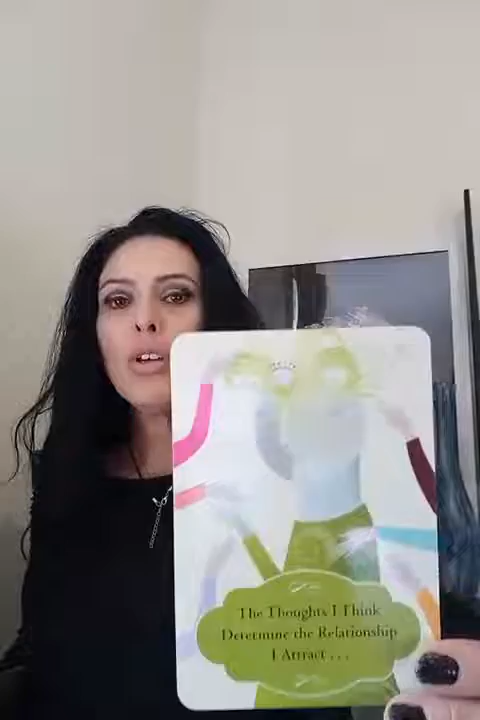 The Thoughts I Think
Determine the Relationship
I Attract . . .